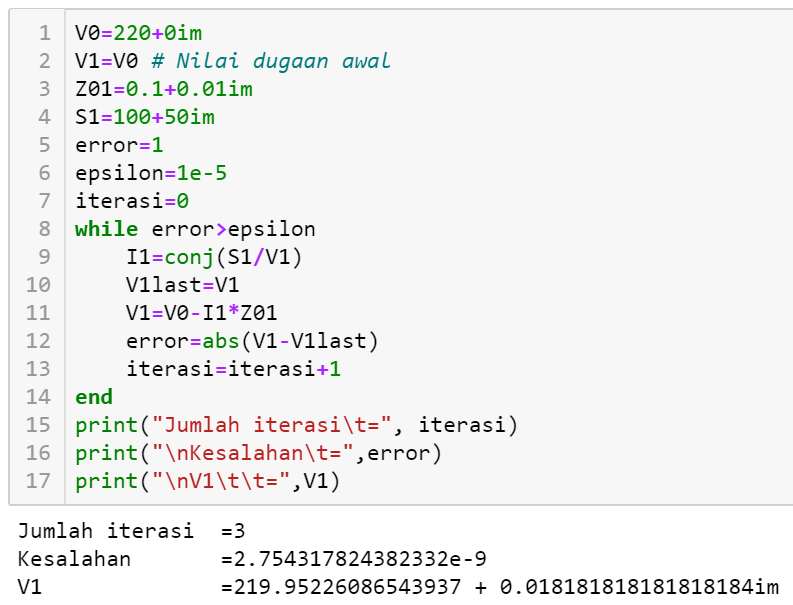 1 V0=220+0im
2 V1=V0 # Nilai dugaan awal
3 Z01=0.1+0.01im
4 S1=100+50im
5 error=1
6 epsilon=1e-5
7 iterasi=0
8 while error>epsilon
9     I1=conj(S1/V1)
10     V1last=V1
11     V1=V0-I1*Z01
12     error=abs(V1-V1last)
13     iterasi=iterasi+1
14 end
15 print("Jumlah iterasi\t=", iterasi)
16 print("\nKesalahan\t=",error)
17 print("\nV1\t\t=",V1)
Jumlah iterasi  =3
Kesalahan       =2.754317824382332e-9
V1              =219.95226086543937 + 0.018181818181818184im